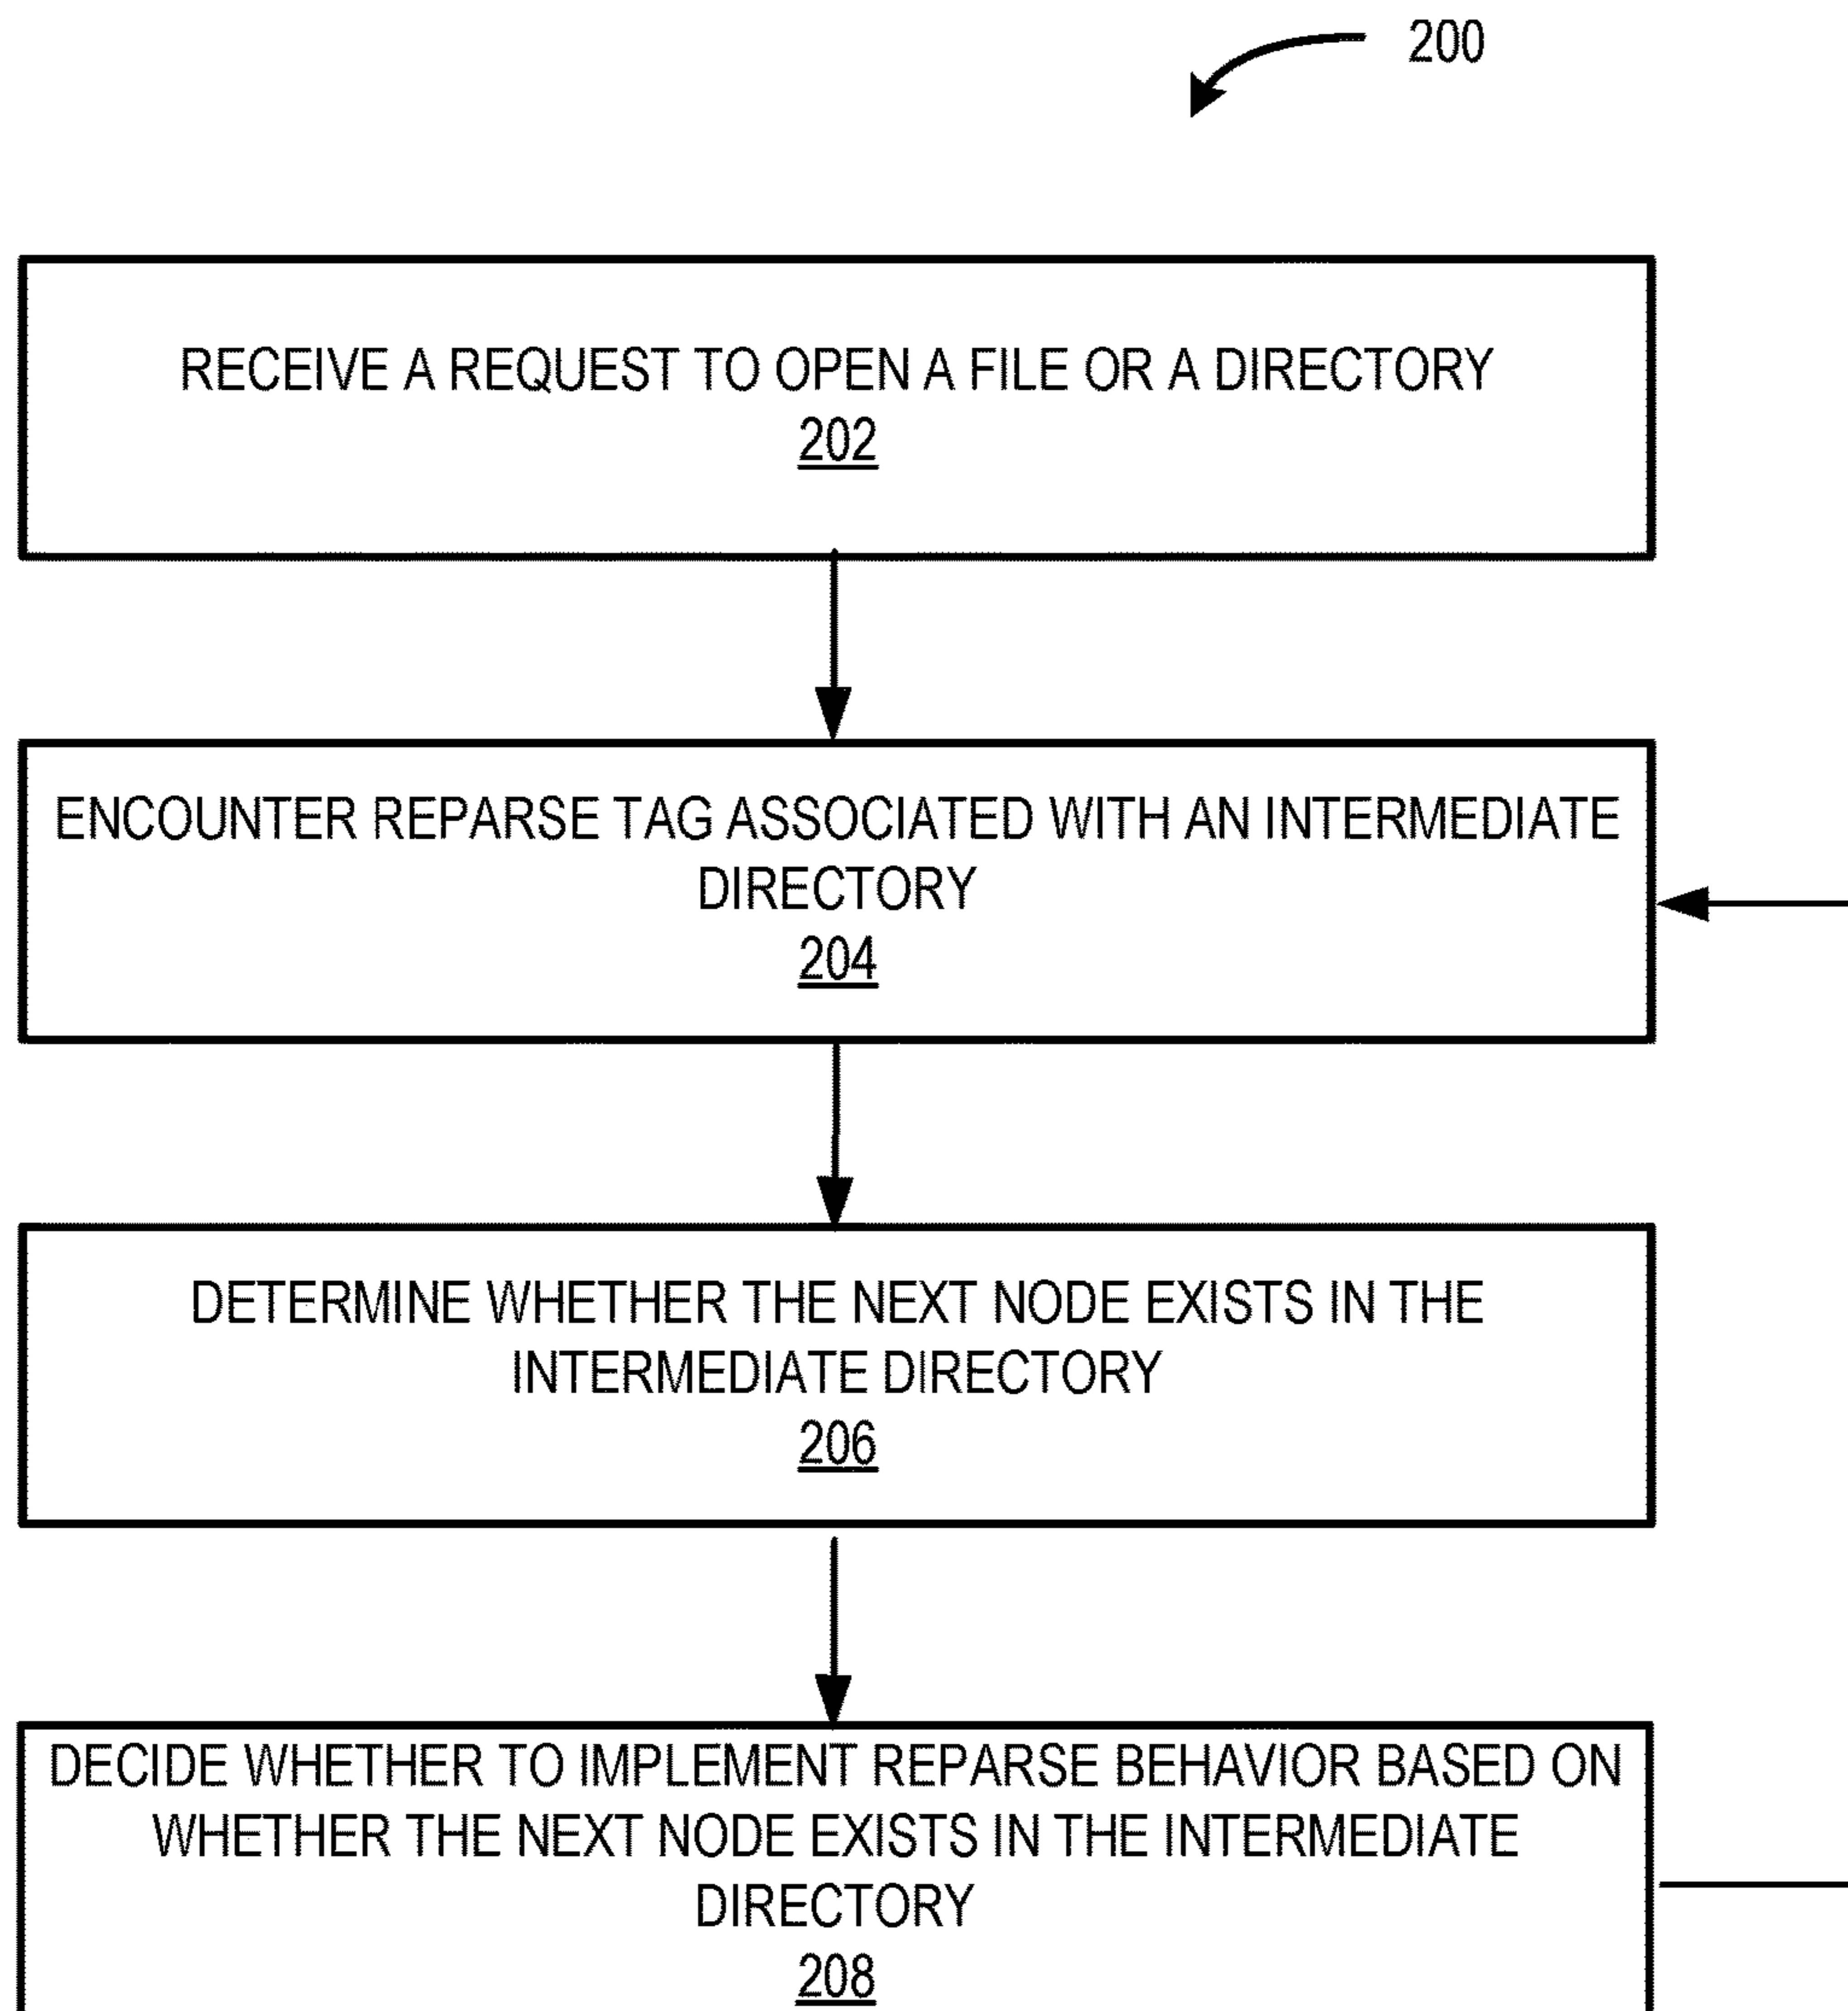 200
RECEIVE A REQUEST TO OPEN A FILE OR A DIRECTORY
202
ENCOUNTER REPARSE TAG ASSOCIATED WITH AN INTERMEDIATE
DIRECTORY
204
DETERMINE WHETHER THE NEXT NODE EXISTS IN THE
INTERMEDIATE DIRECTORY
206
DECIDE WHETHER TO IMPLEMENT REPARSE BEHAVIOR BASED ON
WHETHER THE NEXT NODE EXISTS IN THE INTERMEDIATE
DIRECTORY
208